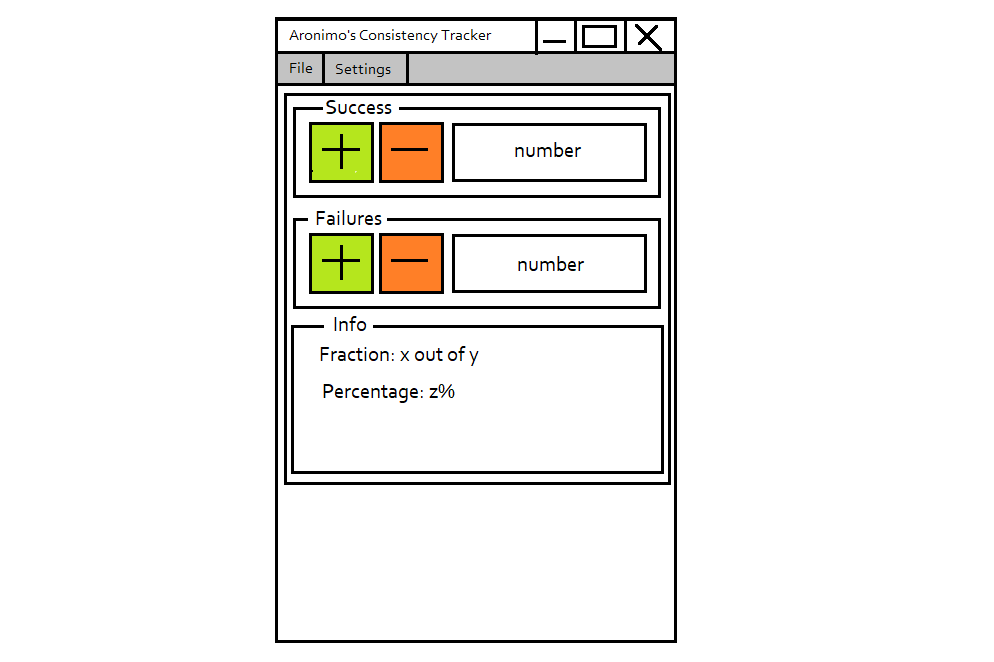 Aronimo's Consistency Tracker
File Settings
Success
+ — number
Failures
+ — number
Info
Fraction: x out of y
Percentage: z%